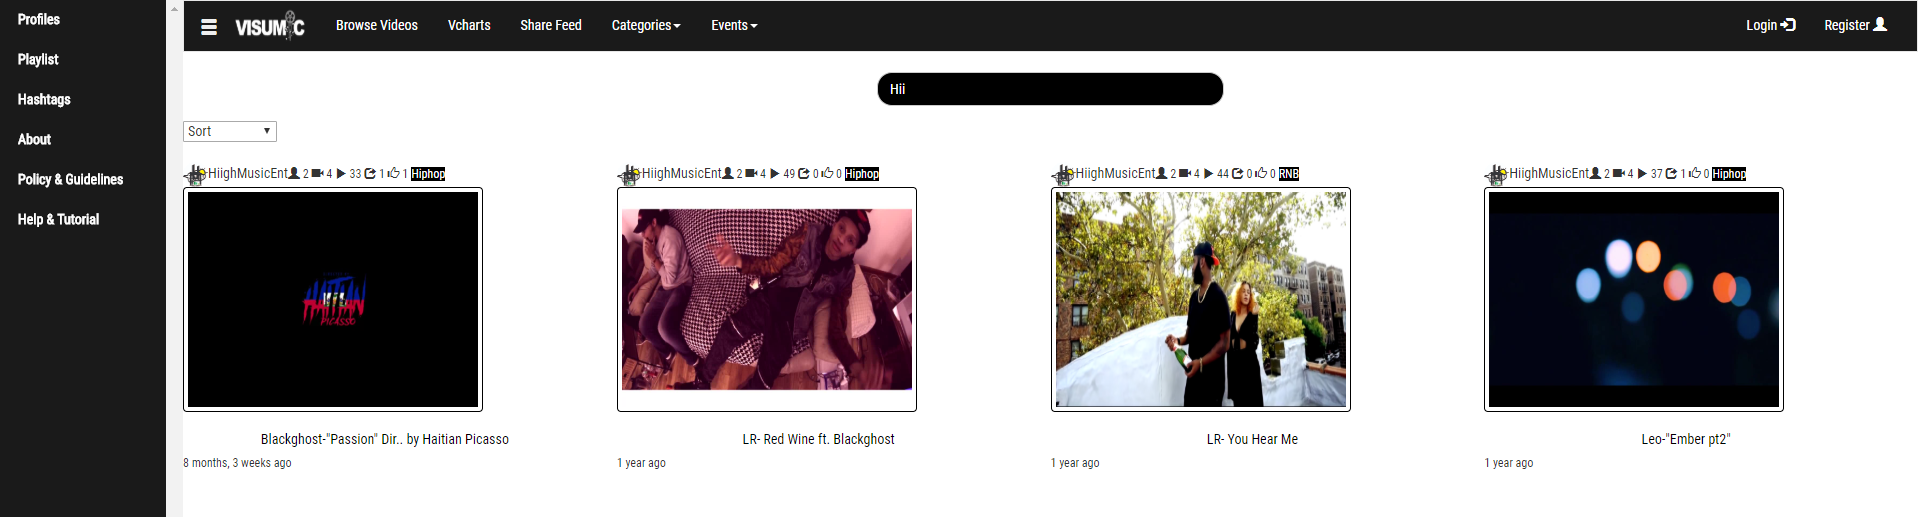 Profiles
Playlist
Hashtags
About
Policy & Guidelines
Help & Tutorial
VISUMIC Browse Videos Vcharts Share Feed Categories Events Login Register
Hii
Sort
HiighMusicEnt 2 4 33 1 1 Hiphop
HiighMusicEnt 2 4 49 0 0 Hiphop
HiighMusicEnt 2 4 44 0 0 RNB
HiighMusicEnt 2 4 37 1 0 Hiphop
HAITIAN
PICASSO
Blackghost-"Passion" Dir.. by Haitian Picasso
8 months, 3 weeks ago
LR- Red Wine ft. Blackghost
1 year ago
LR- You Hear Me
1 year ago
Leo-"Ember pt2"
1 year ago